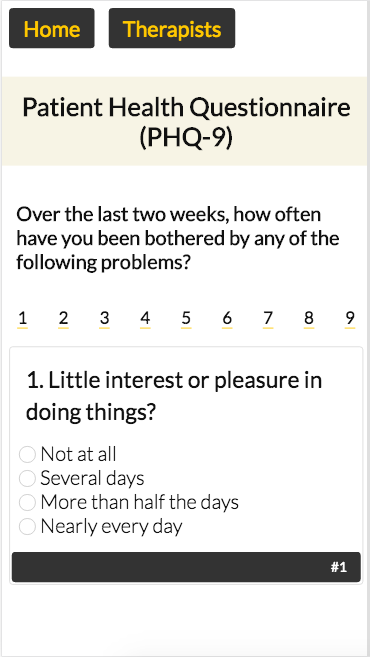 Home Therapists
Patient Health Questionnaire
(PHQ-9)
Over the last two weeks, how often
have you been bothered by any of the
following problems?
1 2 3 4 5 6 7 8 9
1. Little interest or pleasure in
doing things?
Not at all
Several days
More than half the days
Nearly every day
#1